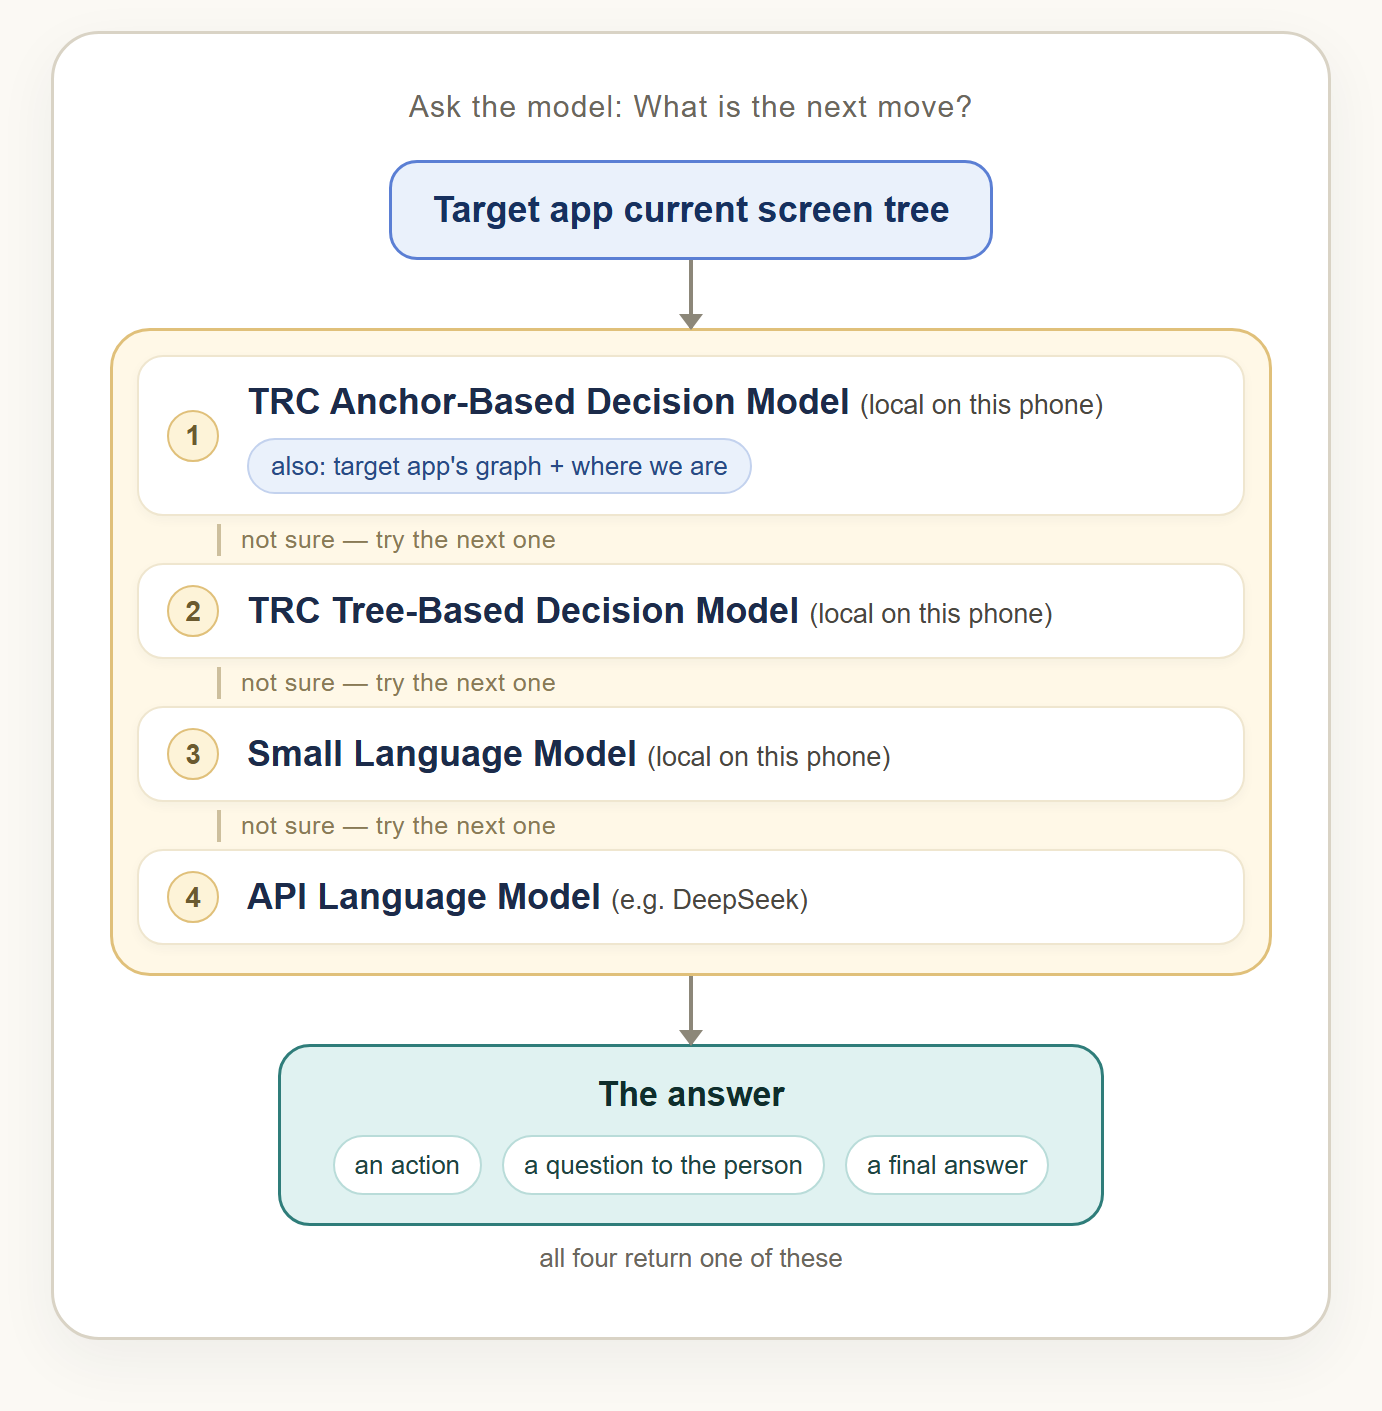 Ask the model: What is the next move?
Target app current screen tree
1
TRC Anchor-Based Decision Model (local on this phone)
also: target app's graph + where we are
not sure — try the next one
2
TRC Tree-Based Decision Model (local on this phone)
not sure — try the next one
3
Small Language Model (local on this phone)
not sure — try the next one
4
API Language Model (e.g. DeepSeek)
The answer
an action
a question to the person
a final answer
all four return one of these